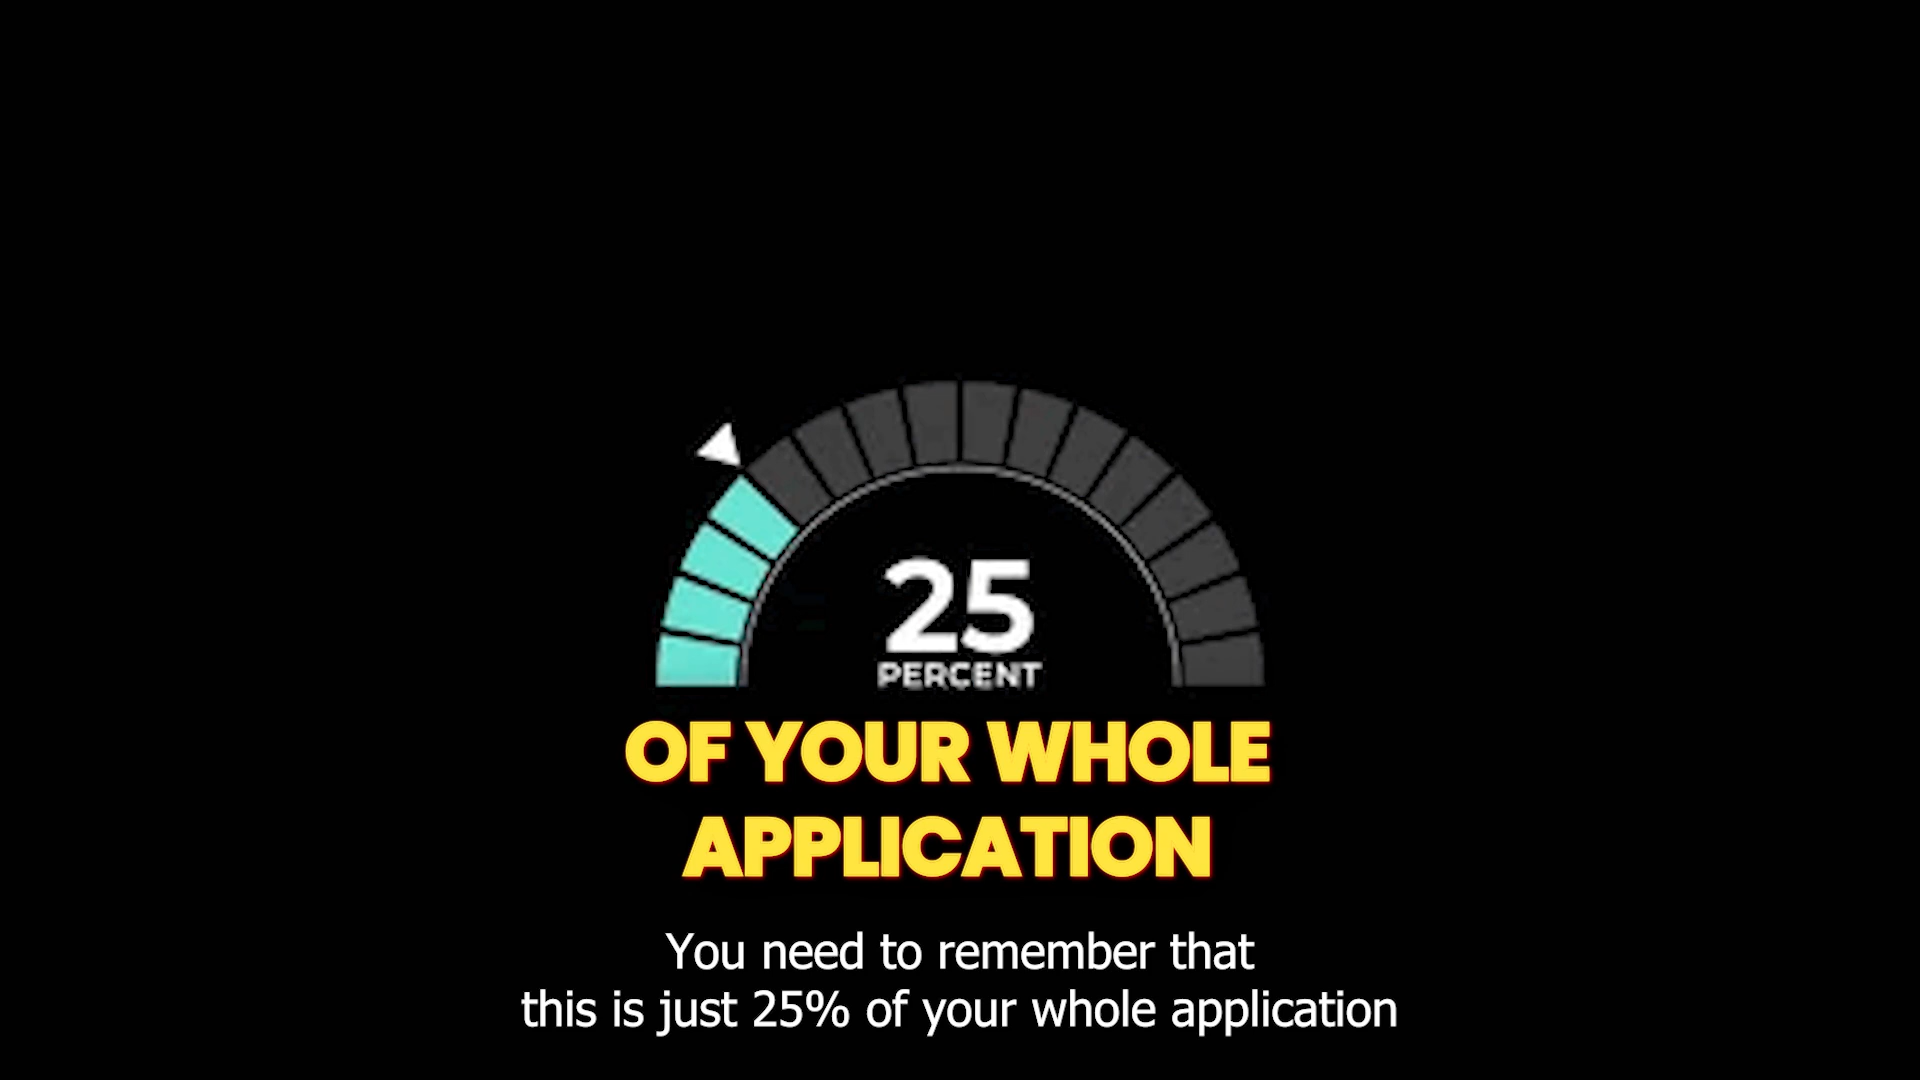 25
PERCENT
OF YOUR WHOLE
APPLICATION
You need to remember that
this is just 25% of your whole application